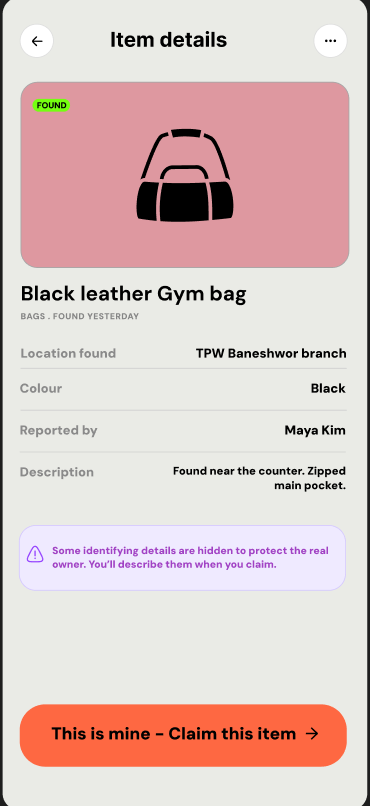 Item details
FOUND
Black leather Gym bag
BAGS . FOUND YESTERDAY
Location found TPW Baneshwor branch
Colour Black
Reported by Maya Kim
Description Found near the counter. Zipped
main pocket.
Some identifying details are hidden to protect the real
owner. You’ll describe them when you claim.
This is mine – Claim this item →